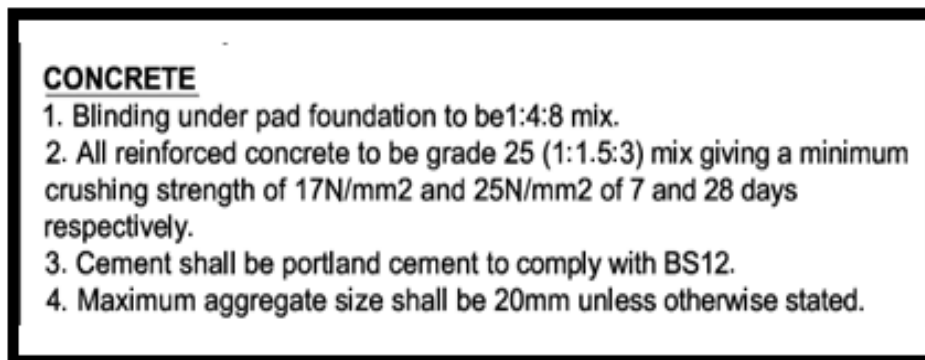 CONCRETE
1. Blinding under pad foundation to be1:4:8 mix.
2. All reinforced concrete to be grade 25 (1:1.5:3) mix giving a minimum
crushing strength of 17N/mm2 and 25N/mm2 of 7 and 28 days
respectively.
3. Cement shall be portland cement to comply with BS12.
4. Maximum aggregate size shall be 20mm unless otherwise stated.